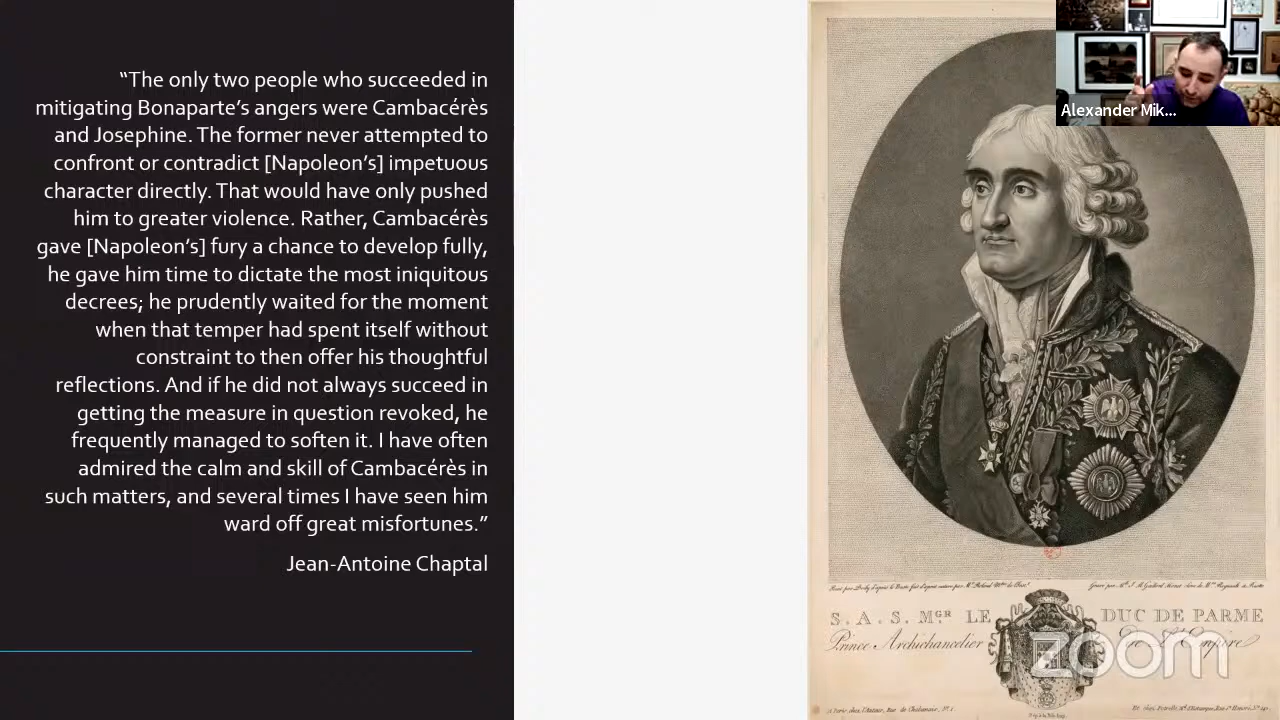 “The only two people who succeeded in
mitigating Bonaparte’s angers were Cambacérès
and Josephine. The former never attempted to
confront or contradict [Napoleon’s] impetuous
character directly. That would have only pushed
him to greater violence. Rather, Cambacérès
gave [Napoleon’s] fury a chance to develop fully,
he gave him time to dictate the most iniquitous
decrees; he prudently waited for the moment
when that temper had spent itself without
constraint to then offer his thoughtful
reflections. And if he did not always succeed in
getting the measure in question revoked, he
frequently managed to soften it. I have often
admired the calm and skill of Cambacérès in
such matters, and several times I have seen him
ward off great misfortunes.”
Jean-Antoine Chaptal
Alexander Mik...
S. A. S. MGR LE DUC DE PARME
Prince Archichancelier de l'Empire
zoom